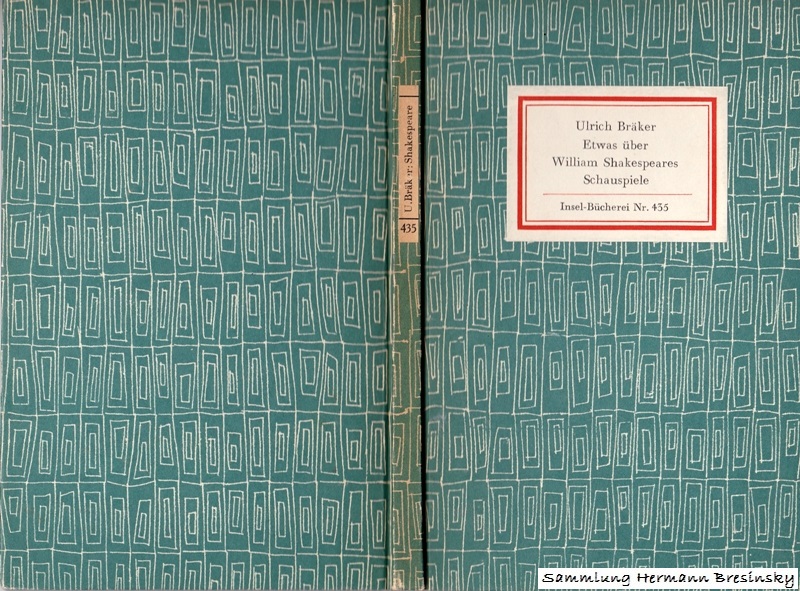 U. Bräker: Shakespeare
435
Ulrich Bräker
Etwas über
William Shakespeares
Schauspiele
Insel-Bücherei Nr. 435
Sammlung Hermann Bresinsky